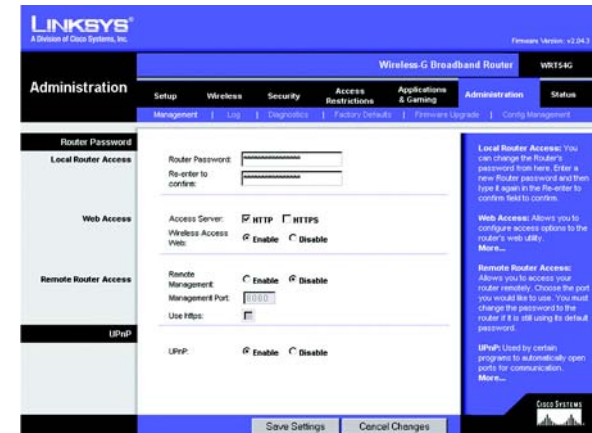 LINKSYS®
A Division of Cisco Systems, Inc.
Firmware Version: v2.04.3
Wireless-G Broadband Router WRT54G
Administration
Setup Wireless Security Access Restrictions Applications & Gaming Administration Status
Management | Log | Diagnostics | Factory Defaults | Firmware Upgrade | Config Management
Router Password
Local Router Access
Router Password:
Re-enter to
confirm:
Web Access
Access Server: HTTP HTTPS
Wireless Access
Web: Enable Disable
Remote Router Access
Remote
Management: Enable Disable
Management Port: 8080
Use https:
UPnP
UPnP: Enable Disable
Local Router Access: You
can change the Router's
password from here. Enter a
new Router password and then
type it again in the Re-enter to
confirm field to confirm.
Web Access: Allows you to
configure access options to the
router's web utility.
More...
Remote Router Access:
Allows you to access your
router remotely. Choose the port
you would like to use. You must
change the password to the
router if it is still using its default
password.
UPnP: Used by certain
programs to automatically open
ports for communication.
More...
Save Settings Cancel Changes
CISCO SYSTEMS